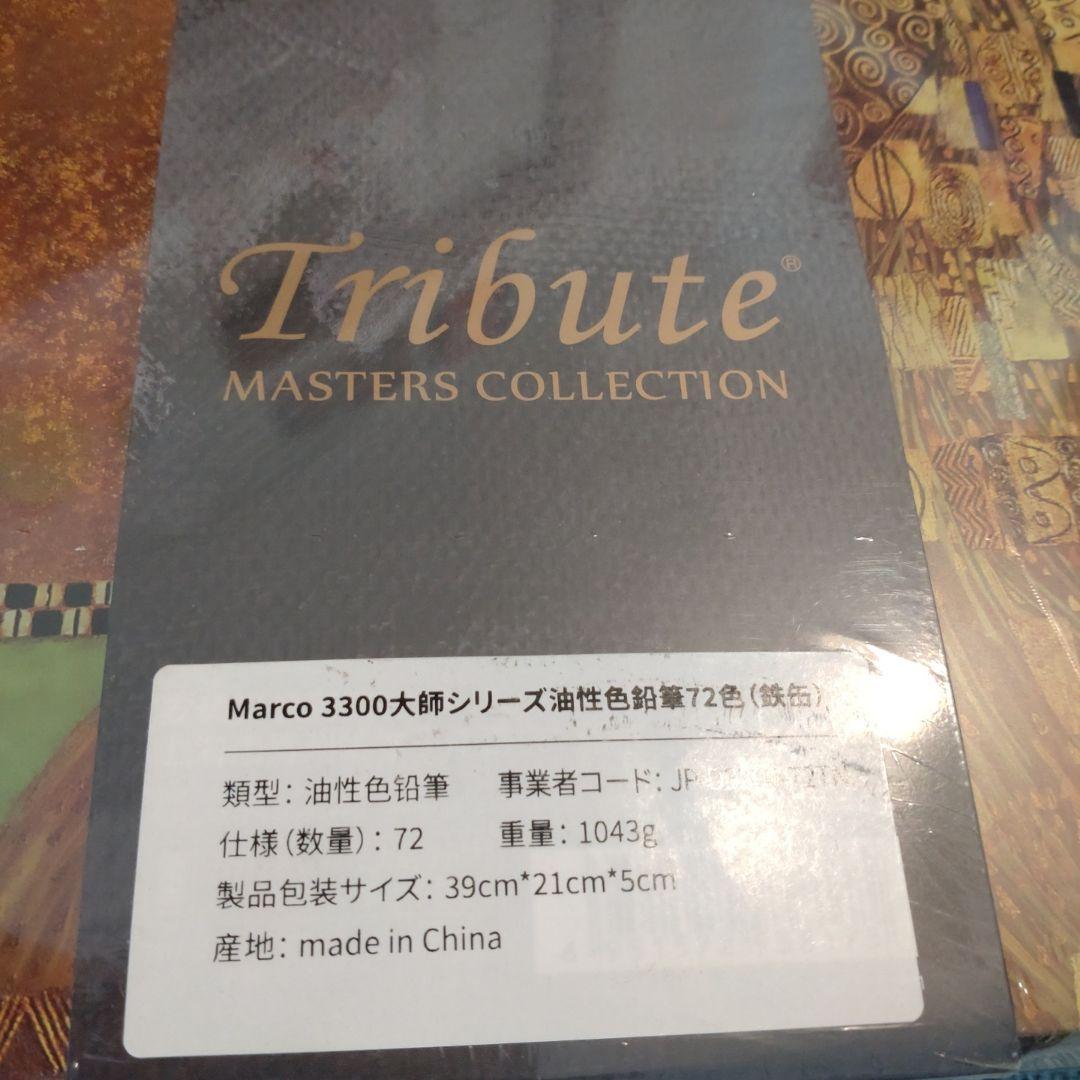 Tribute®
MASTERS COLLECTION
Marco 3300大師シリーズ油性色鉛筆72色（鉄缶）
類型：油性色铅筆 事業者コード：
仕様（数量）：72 重量：1043g
製品包装サイズ：39cm*21cm*5cm
産地：made in China